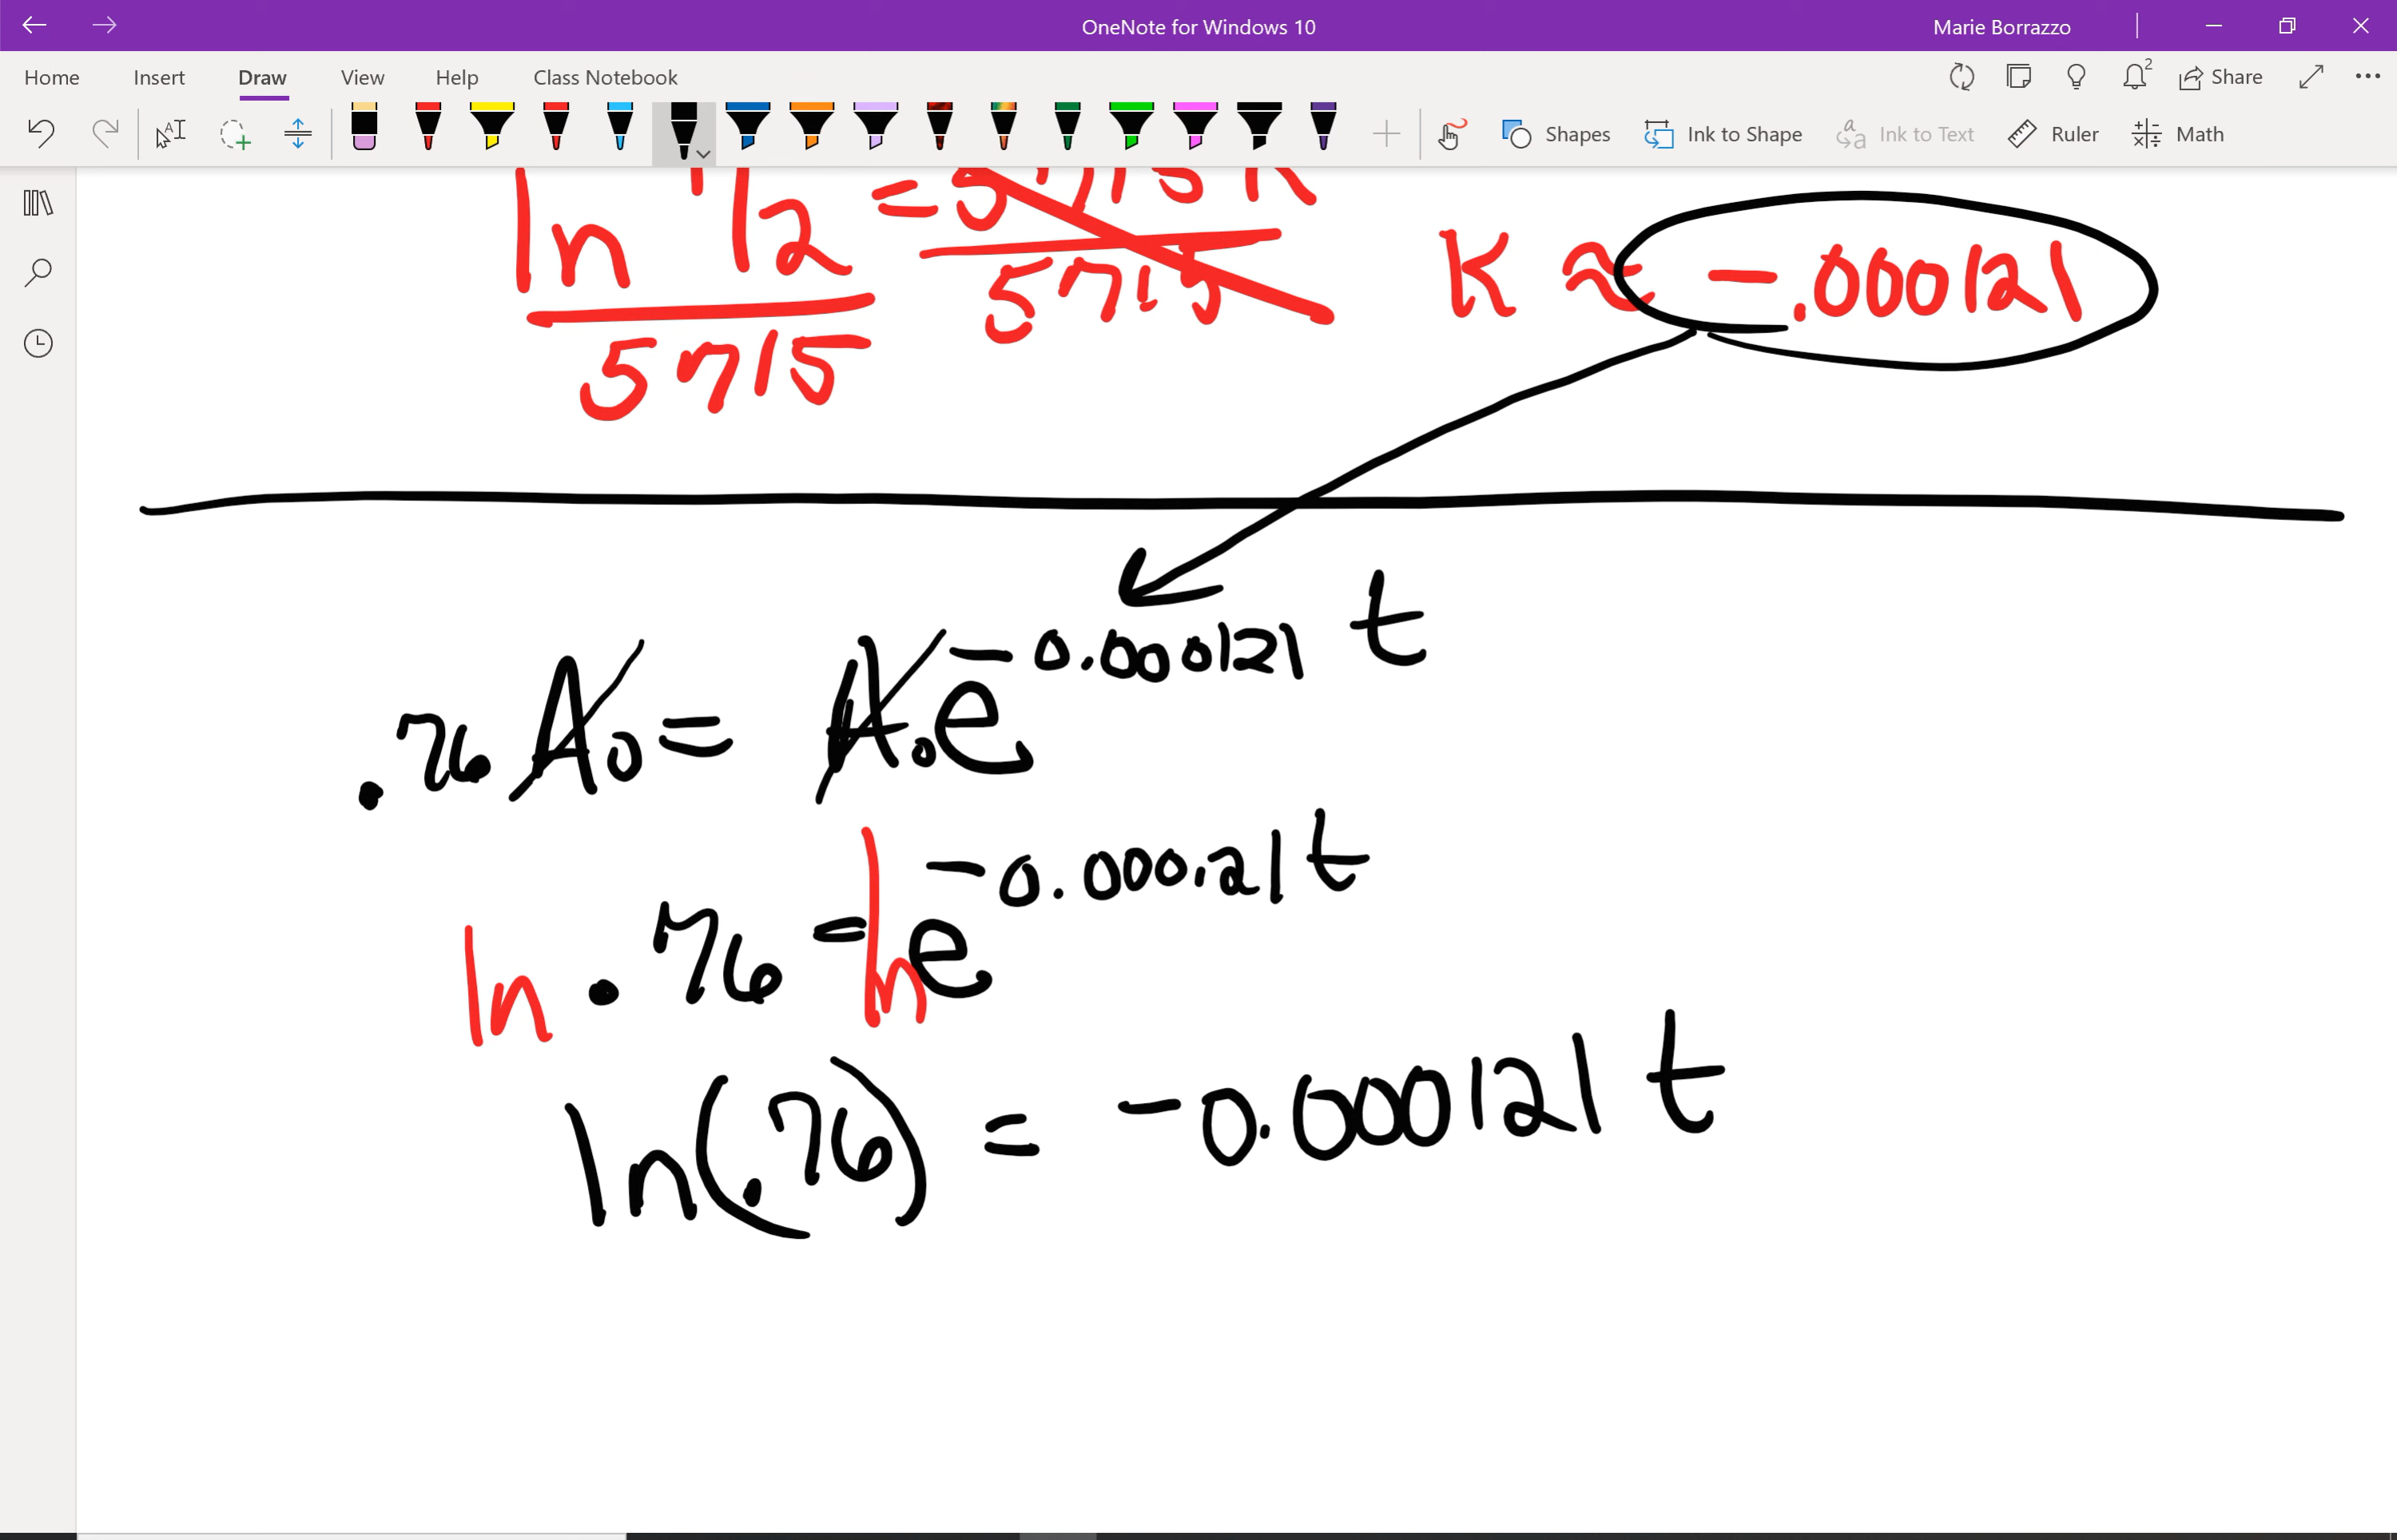 OneNote for Windows 10
Marie Borrazzo
Home Insert Draw View Help Class Notebook
2 Share
Shapes Ink to Shape Ink to Text Ruler Math
ln 1/2 = 5715K
5715 5715
K ≈ -.000121
.76 A₀ = A₀e^-0.000121 t
ln .76 = ln e^-0.000121 t
ln(.76) = -0.000121 t